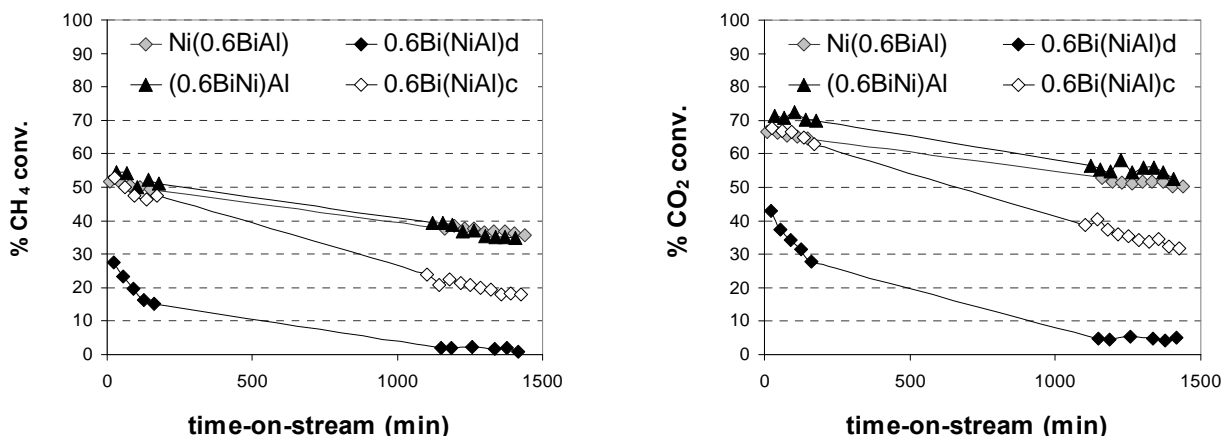 % CH4 conv.
100
90
80
70
60
50
40
30
20
10
0
Ni(0.6BiAl)
0.6Bi(NiAl)d
(0.6BiNi)Al
0.6Bi(NiAl)c
0
500
1000
1500
time-on-stream (min)
% CO2 conv.
100
90
80
70
60
50
40
30
20
10
0
Ni(0.6BiAl)
0.6Bi(NiAl)d
(0.6BiNi)Al
0.6Bi(NiAl)c
0
500
1000
1500
time-on-stream (min)